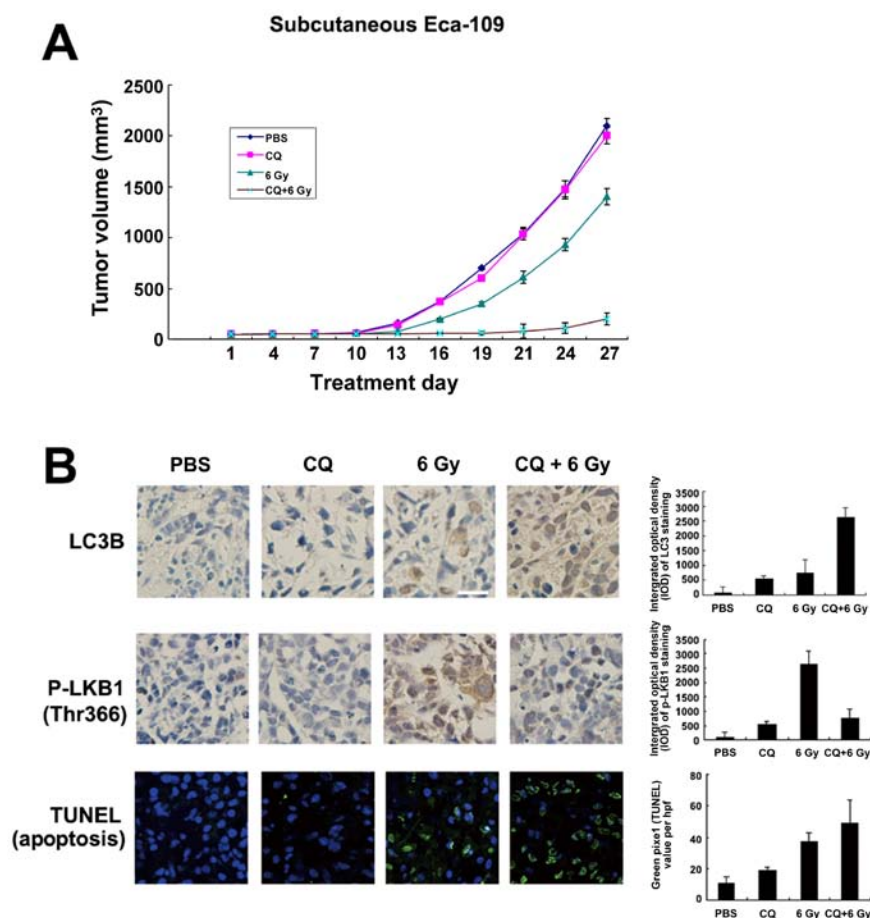 Subcutaneous Eca-109
A
Tumor volume (mm³)
2500
2000
1500
1000
500
0
PBS
CQ
6 Gy
CQ+6 Gy
1 4 7 10 13 16 19 21 24 27
Treatment day
B
PBS CQ 6 Gy CQ + 6 Gy
LC3B
Intergrated optical density
(IOD) of LC3 staining
3500
3000
2500
2000
1500
1000
500
0
PBS CQ 6 Gy CQ+6 Gy
P-LKB1
(Thr366)
Intergrated optical density
(IOD) of p-LKB1 staining
3500
3000
2500
2000
1500
1000
500
0
PBS CQ 6 Gy CQ+6 Gy
TUNEL
(apoptosis)
Green pixe1 (TUNEL)
value per hpf
80
60
40
20
0
PBS CQ 6 Gy CQ+6 Gy